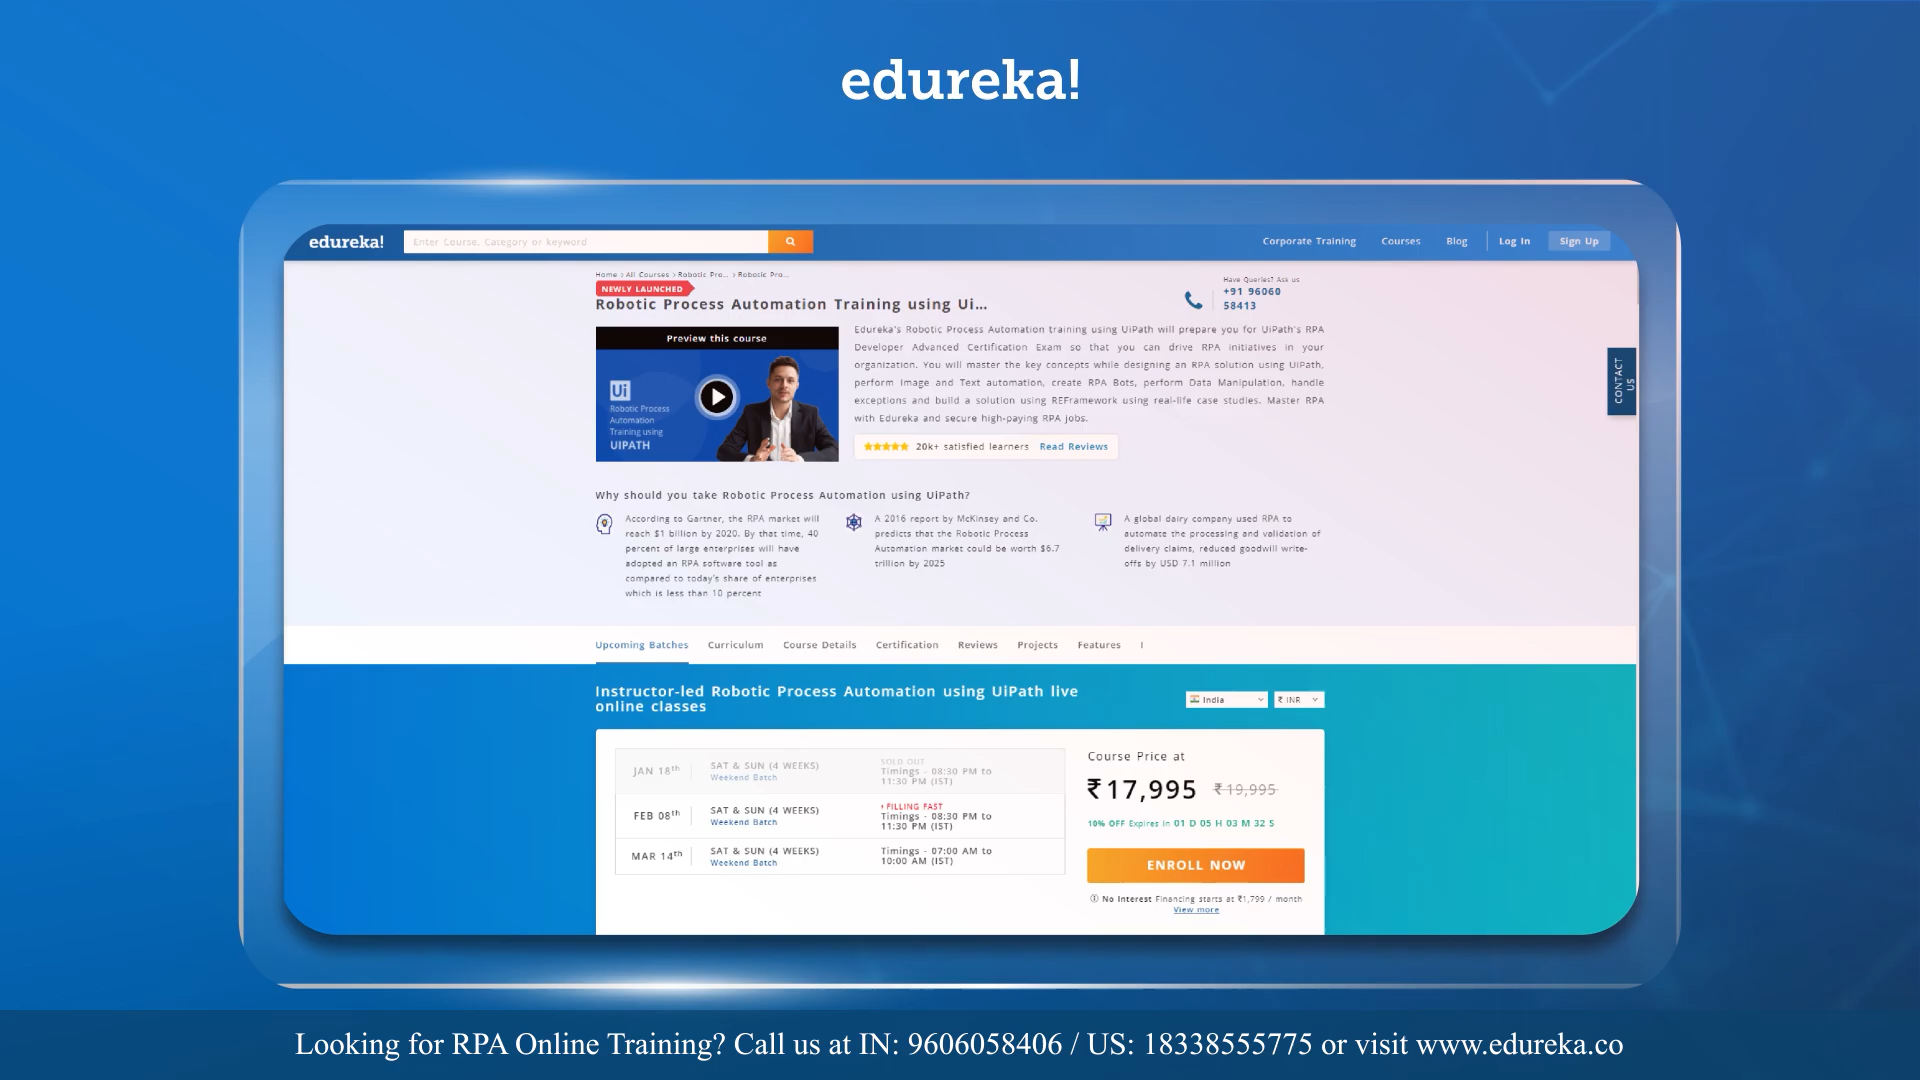 edureka!
edureka!
Enter Course, Category or keyword
Corporate Training
Courses
Blog
Log In
Sign Up
Home > All Courses > Robotic Pro... > Robotic Pro...
NEWLY LAUNCHED
Robotic Process Automation Training using Ui...
Have Queries? Ask us
+91 96060
58413
Preview this course
Ui
Robotic Process
Automation
Training using
UIPATH
Edureka's Robotic Process Automation training using UiPath will prepare you for UiPath's RPA
Developer Advanced Certification Exam so that you can drive RPA initiatives in your
organization. You will master the key concepts while designing an RPA solution using UiPath,
perform Image and Text automation, create RPA Bots, perform Data Manipulation, handle
exceptions and build a solution using REFramework using real-life case studies. Master RPA
with Edureka and secure high-paying RPA jobs.
20k+ satisfied learners Read Reviews
CONTACT
US
Why should you take Robotic Process Automation using UiPath?
According to Gartner, the RPA market will
reach $1 billion by 2020. By that time, 40
percent of large enterprises will have
adopted an RPA software tool as
compared to today's share of enterprises
which is less than 10 percent
A 2016 report by McKinsey and Co.
predicts that the Robotic Process
Automation market could be worth $6.7
trillion by 2025
A global dairy company used RPA to
automate the processing and validation of
delivery claims, reduced goodwill write-
offs by USD 7.1 million
Upcoming Batches
Curriculum
Course Details
Certification
Reviews
Projects
Features
Instructor-led Robotic Process Automation using UiPath live
online classes
India
₹ INR
JAN 18th
SAT & SUN (4 WEEKS)
Weekend Batch
SOLD OUT
Timings - 08:30 PM to
11:30 PM (IST)
FEB 08th
SAT & SUN (4 WEEKS)
Weekend Batch
FILLING FAST
Timings - 08:30 PM to
11:30 PM (IST)
MAR 14th
SAT & SUN (4 WEEKS)
Weekend Batch
Timings - 07:00 AM to
10:00 AM (IST)
Course Price at
₹17,995 ₹19,995
10% OFF Expires in 01 D 05 H 03 M 32 S
ENROLL NOW
No Interest Financing starts at ₹1,799 / month
View more
Looking for RPA Online Training? Call us at IN: 9606058406 / US: 18338555775 or visit www.edureka.co